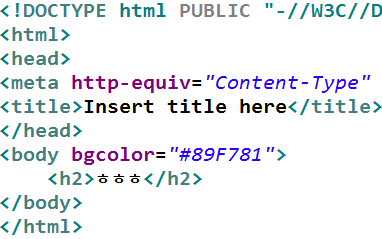 <!DOCTYPE html PUBLIC "-//W3C//D
<html>
<head>
<meta http-equiv="Content-Type"
<title>Insert title here</title>
</head>
<body bgcolor="#89F781">
<h2>ㅎㅎㅎ</h2>
</body>
</html>